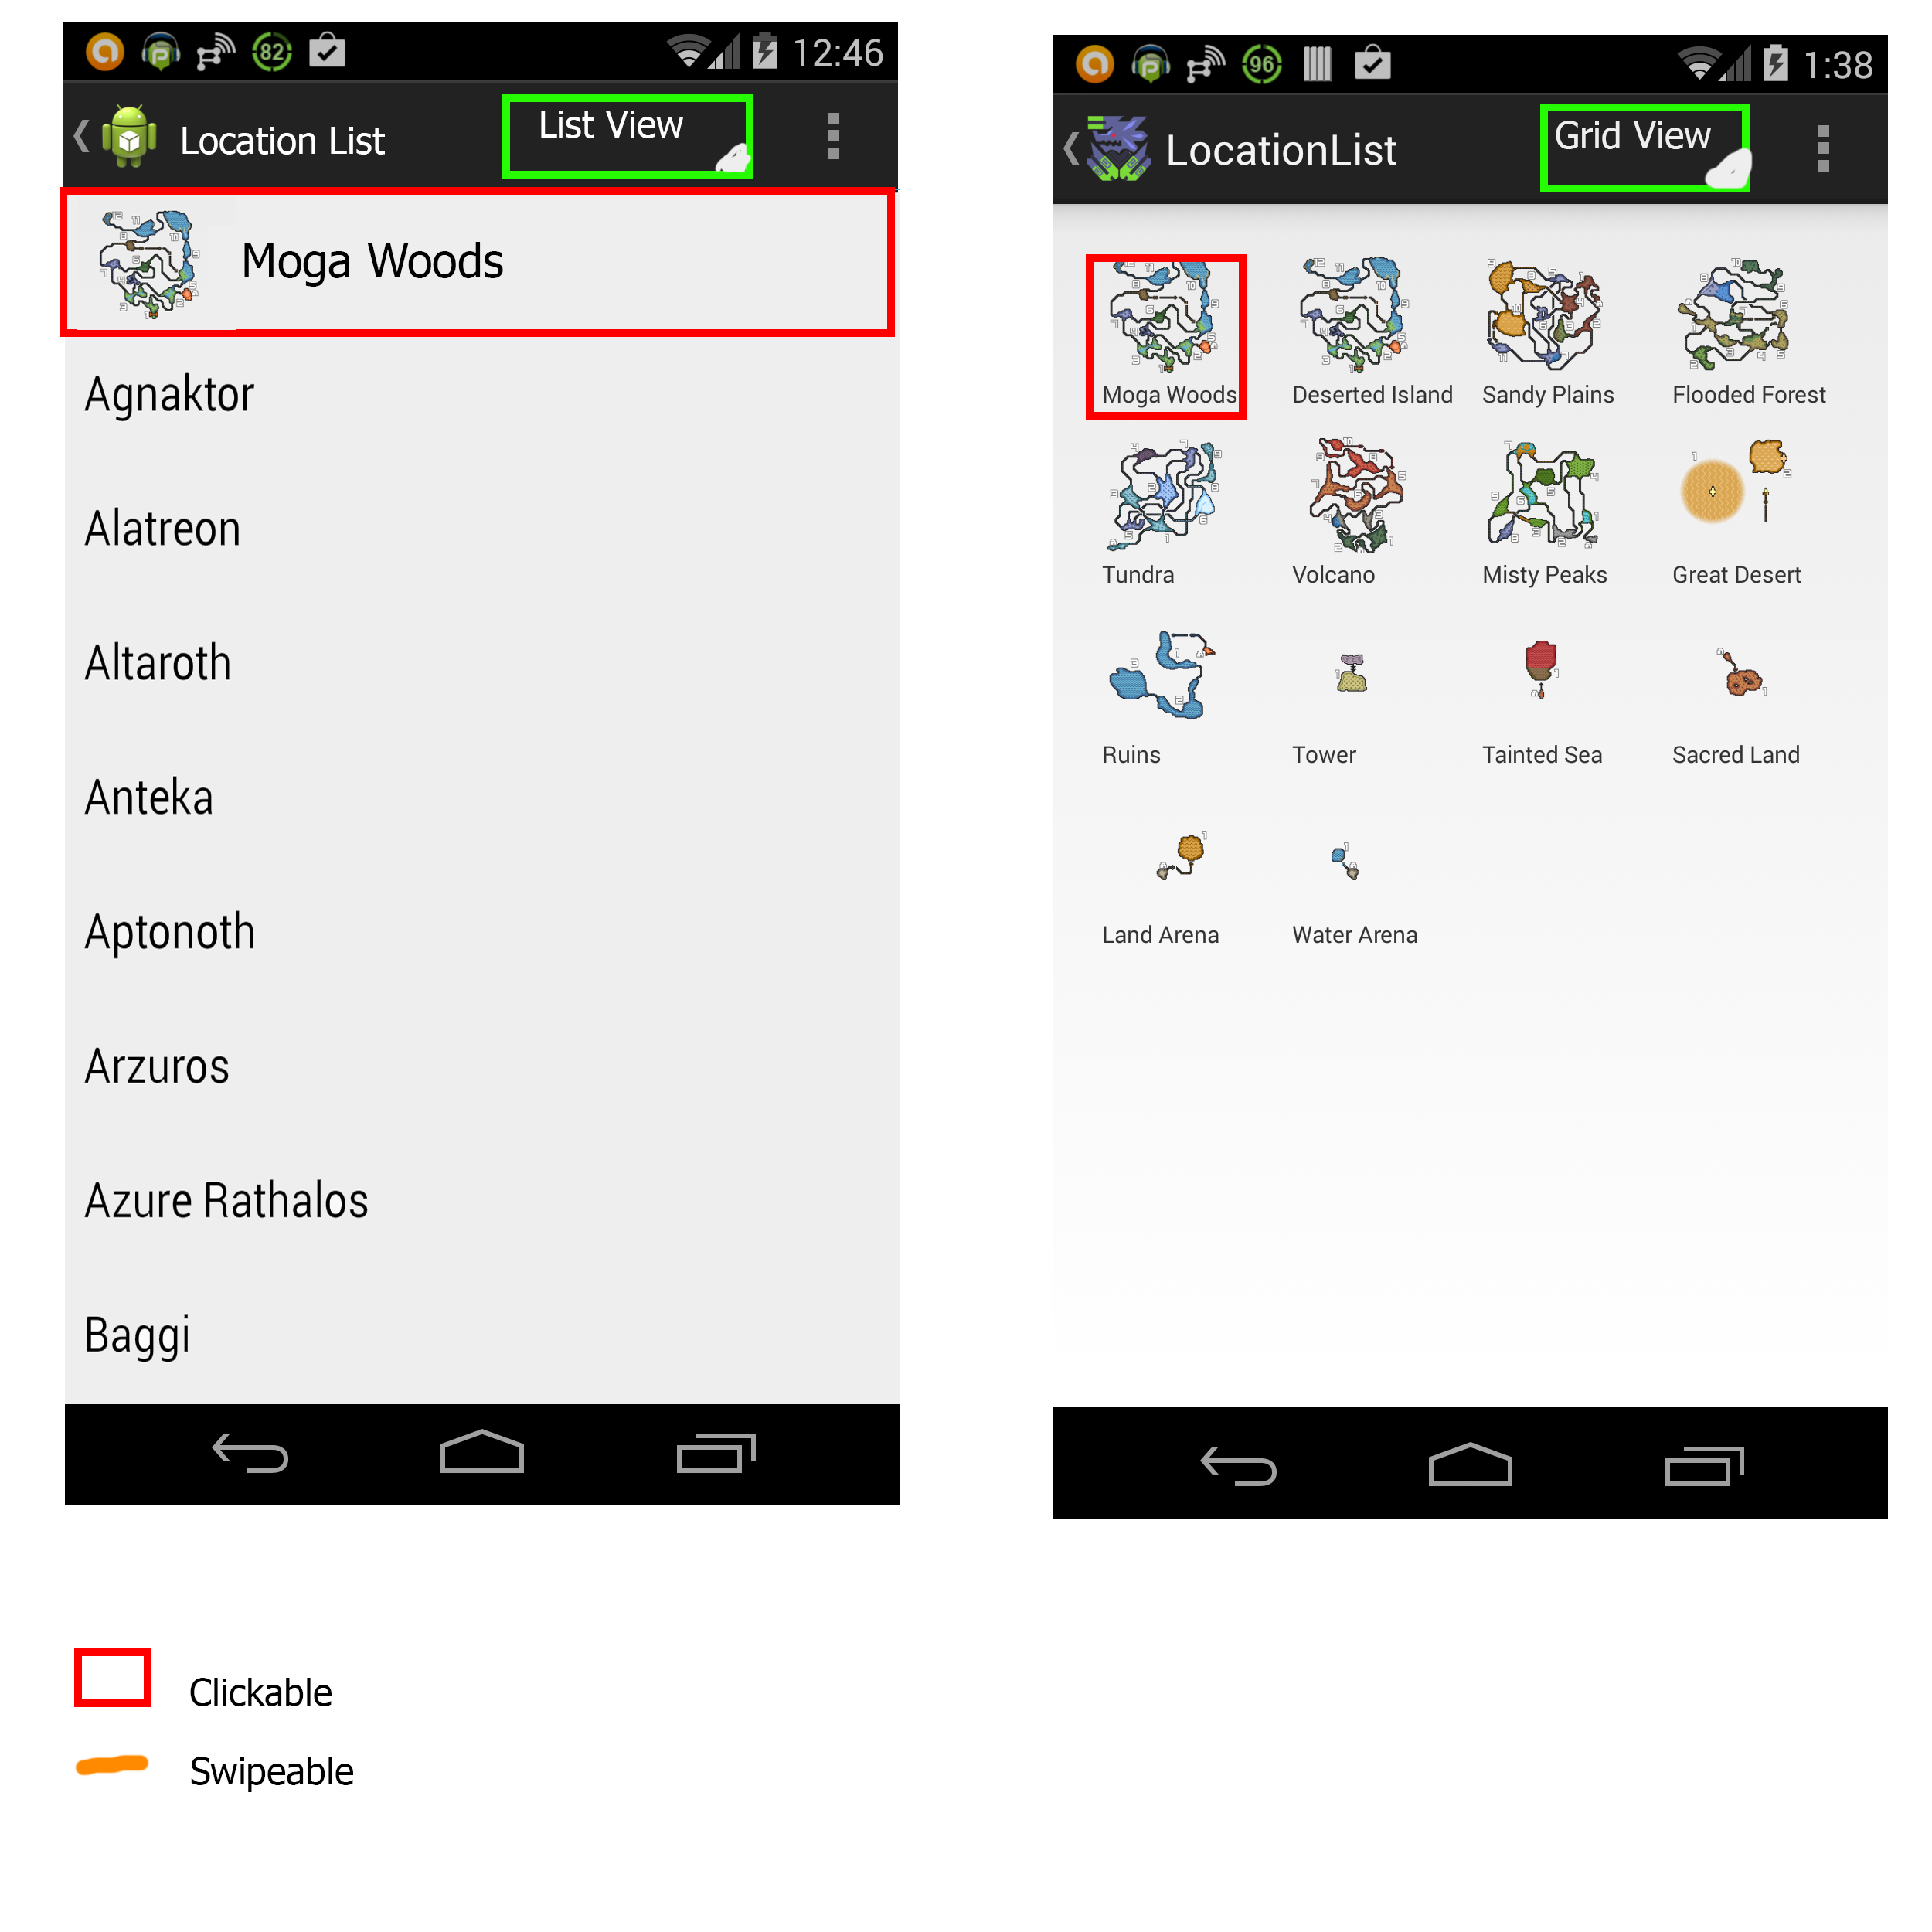 82
12:46
Location List
List View
Moga Woods
Agnaktor
Alatreon
Altaroth
Anteka
Aptonoth
Arzuros
Azure Rathalos
Baggi
96
1:38
LocationList
Grid View
Moga Woods
Deserted Island
Sandy Plains
Flooded Forest
Tundra
Volcano
Misty Peaks
Great Desert
Ruins
Tower
Tainted Sea
Sacred Land
Land Arena
Water Arena
Clickable
Swipeable